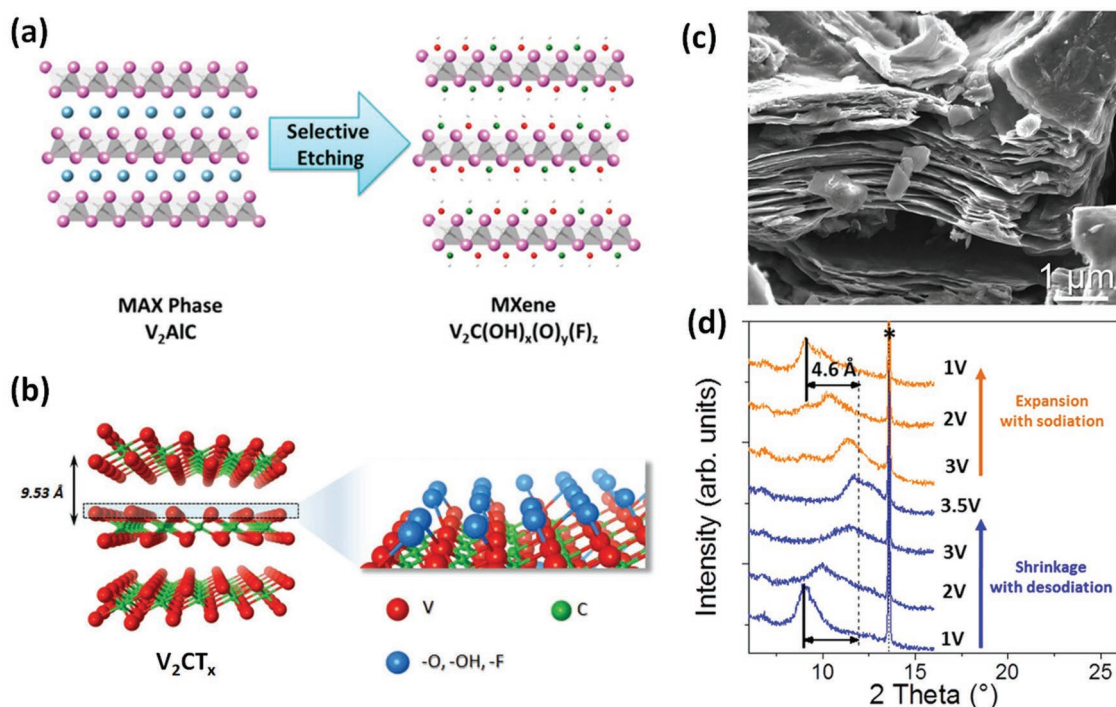 (a)
Selective
Etching
MAX Phase
V₂AlC
MXene
V₂C(OH)ₓ(O)ᵧ(F)₂
(b)
9.53 Å
V
C
-O, -OH, -F
V₂CTₓ
(c)
1 µm
(d)
*
4.6 Å
1V
2V
3V
3.5V
3V
2V
1V
Expansion
with sodiation
Shrinkage
with desodiation
Intensity (arb. units)
10
15
20
25
2 Theta (°)